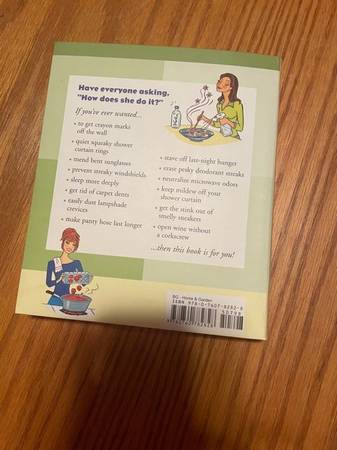 Have everyone asking,
"How does she do it?"
If you've ever wanted...
• to get crayon marks
off the wall
• quiet squeaky shower
curtain rings
• mend bent sunglasses
• prevent streaky windshields
• sleep more deeply
• get rid of carpet dents
• easily dust lampshade
crevices
• make panty hose last longer
• stave off late-night hunger
• erase pesky deodorant streaks
• neutralize microwave odors
• keep mildew off your
shower curtain
• get the stink out of
smelly sneakers
• open wine without
a corkscrew
...then this book is for you!
BG - Home & Garden